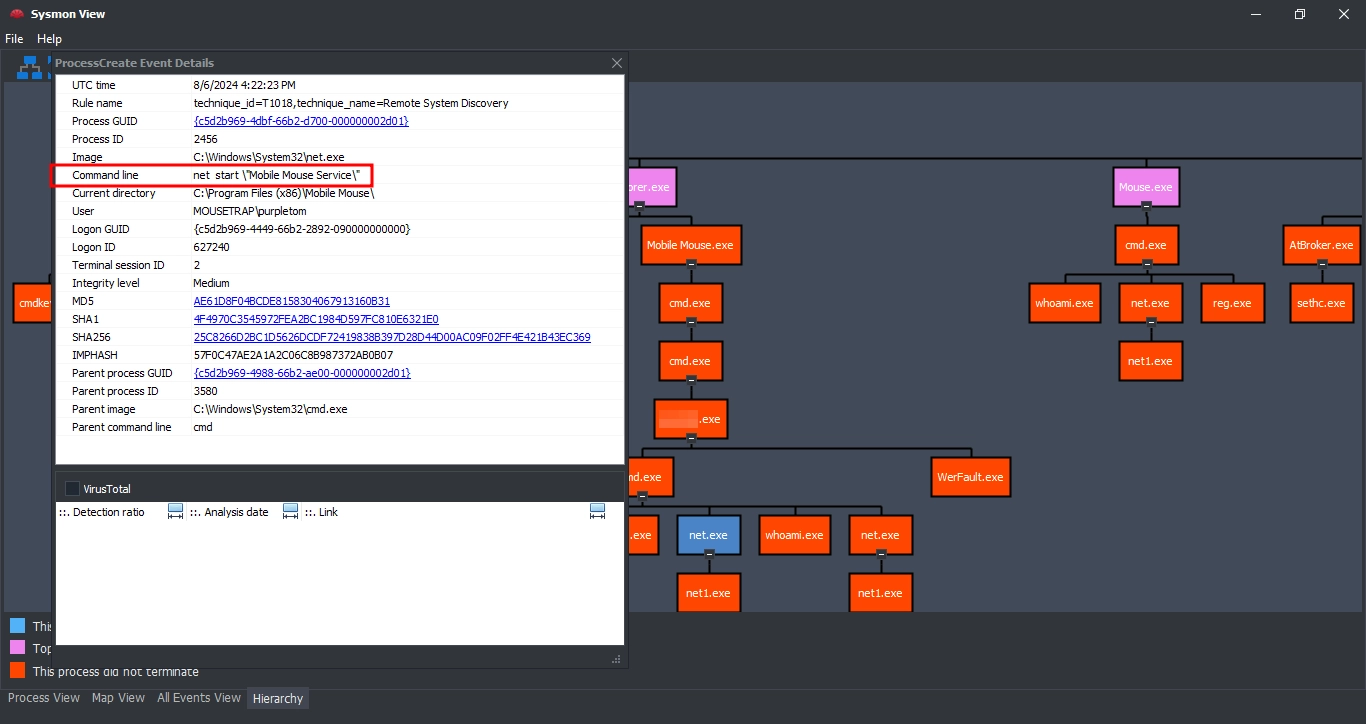 Sysmon View
File Help
ProcessCreate Event Details
UTC time 8/6/2024 4:22:23 PM
Rule name technique_id=T1018,technique_name=Remote System Discovery
Process GUID {c5d2b969-4dbf-66b2-d700-000000002d01}
Process ID 2456
Image C:\Windows\System32\net.exe
Command line net start \"Mobile Mouse Service\"
Current directory C:\Program Files (x86)\Mobile Mouse\
User MOUSETRAP\purpletom
Logon GUID {c5d2b969-4449-66b2-2892-090000000000}
Logon ID 627240
Terminal session ID 2
Integrity level Medium
MD5 AE61D8F04BCDE8158304067913160B31
SHA1 4F4970C3545972FEA2BC1984D597FC810E6321E0
SHA256 25C8266D2BC1D5626DCDF72419838B397D28D44D00AC09F02FF4E421B43EC369
IMPHASH 57F0C47AE2A1A2C06C8B987372AB0B07
Parent process GUID {c5d2b969-4988-66b2-ae00-000000002d01}
Parent process ID 3580
Parent image C:\Windows\System32\cmd.exe
Parent command line cmd
VirusTotal
::. Detection ratio ::. Analysis date ::. Link
orer.exe Mouse.exe
Mobile Mouse.exe cmd.exe AtBroker.exe
cmdke cmd.exe whoami.exe net.exe reg.exe sethc.exe
cmd.exe net1.exe
.exe
md.exe WerFault.exe
.exe net.exe whoami.exe net.exe
net1.exe net1.exe
This
Top
This process did not terminate
Process View Map View All Events View Hierarchy